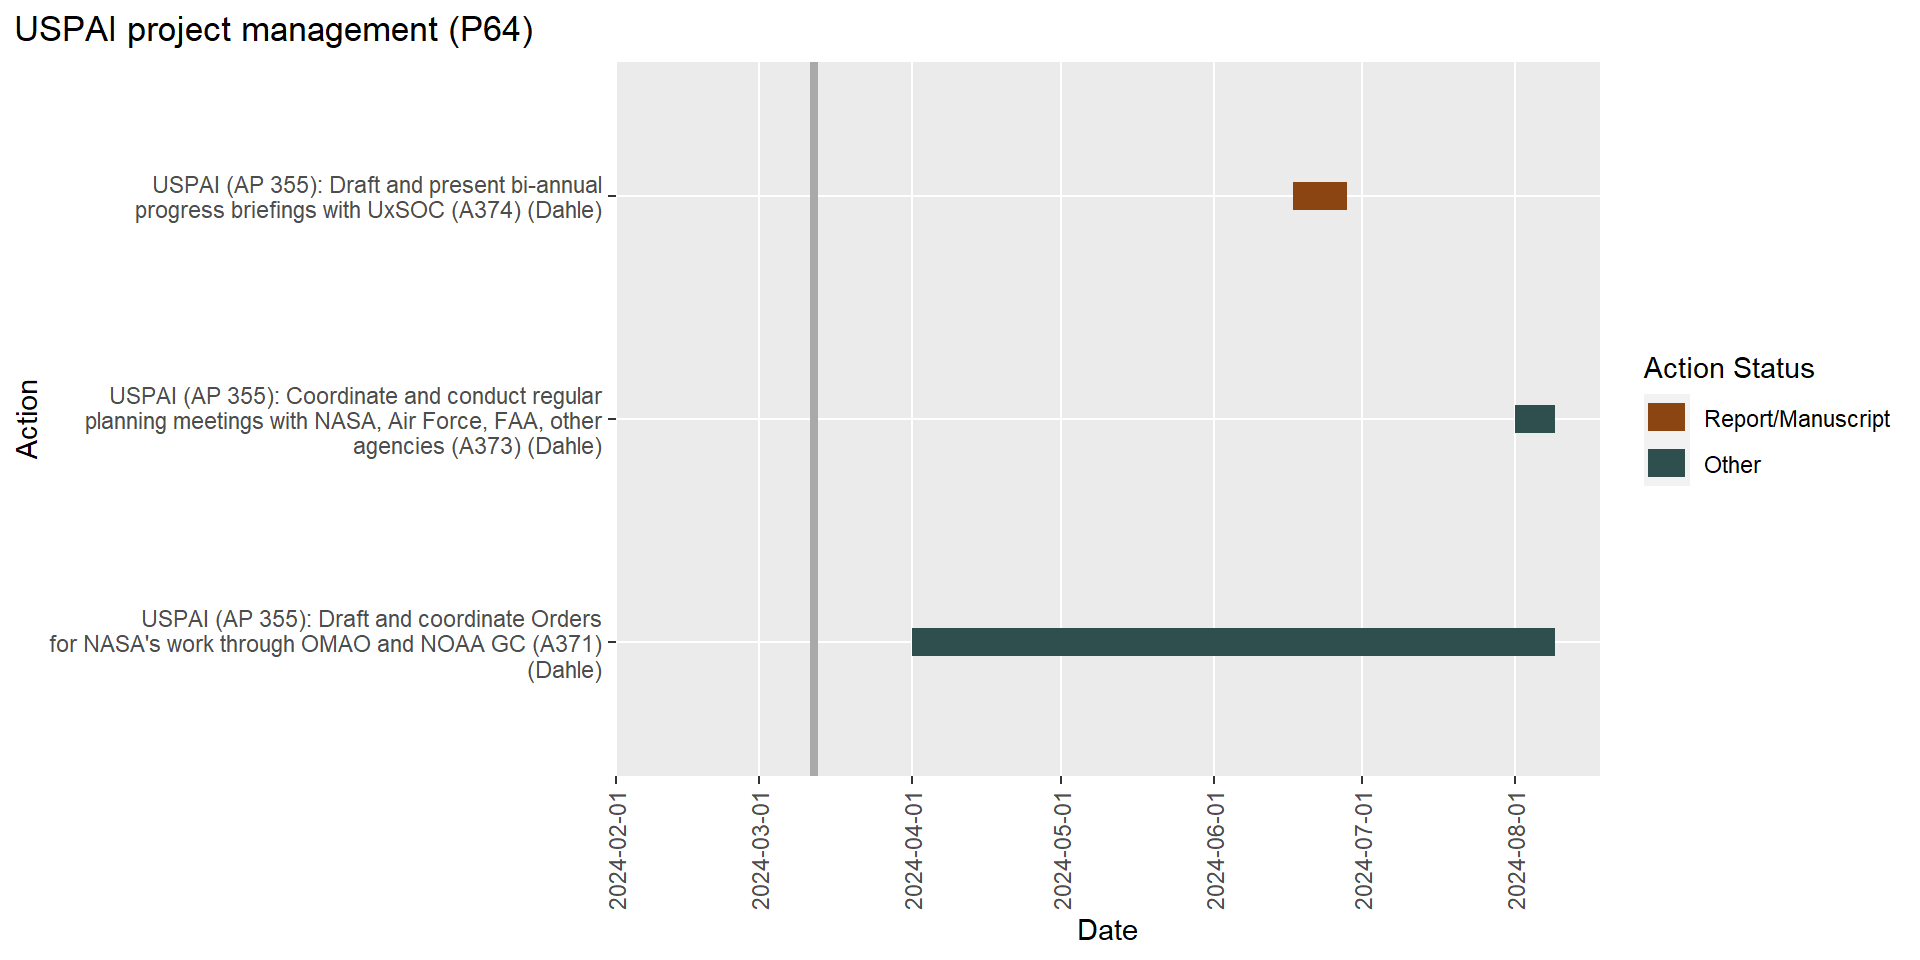 USPAI project management (P64)
USPAI (AP 355): Draft and present bi-annual
progress briefings with UxSOC (A374) (Dahle)
USPAI (AP 355): Coordinate and conduct regular
planning meetings with NASA, Air Force, FAA, other
agencies (A373) (Dahle)
USPAI (AP 355): Draft and coordinate Orders
for NASA's work through OMAO and NOAA GC (A371)
(Dahle)
Action
2024-02-01
2024-03-01
2024-04-01
2024-05-01
2024-06-01
2024-07-01
2024-08-01
Date
Action Status
Report/Manuscript
Other